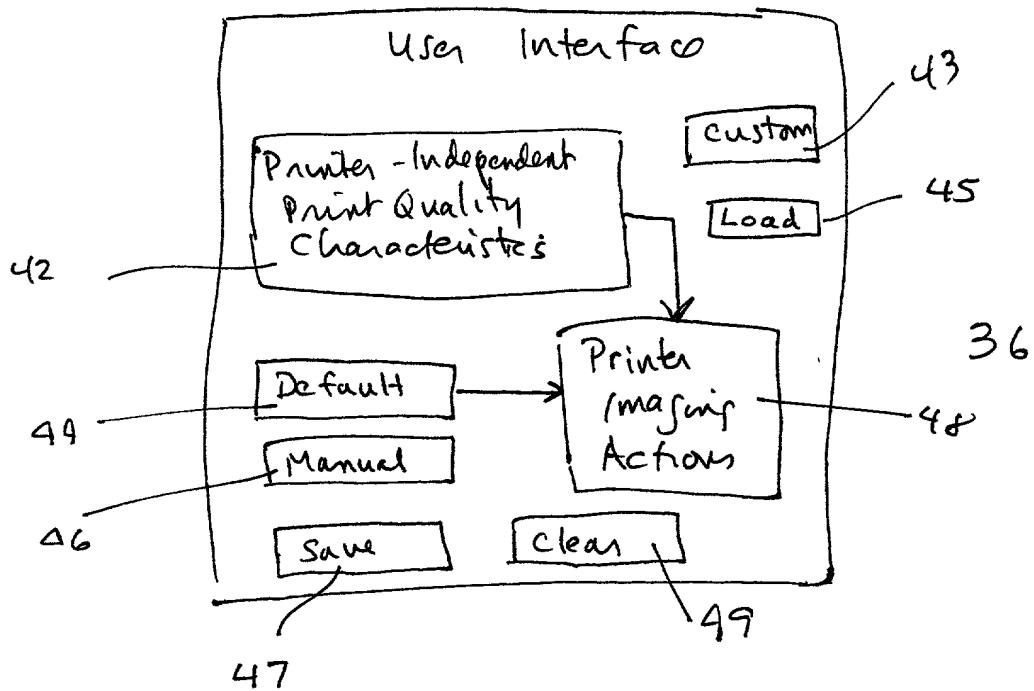 User Interface
43
Custom
Printer-Independent
Print Quality
Characteristics
45
Load
42
36
Printer
Imaging
Actions
48
Default
44
Manual
46
Save
Clear
49
47